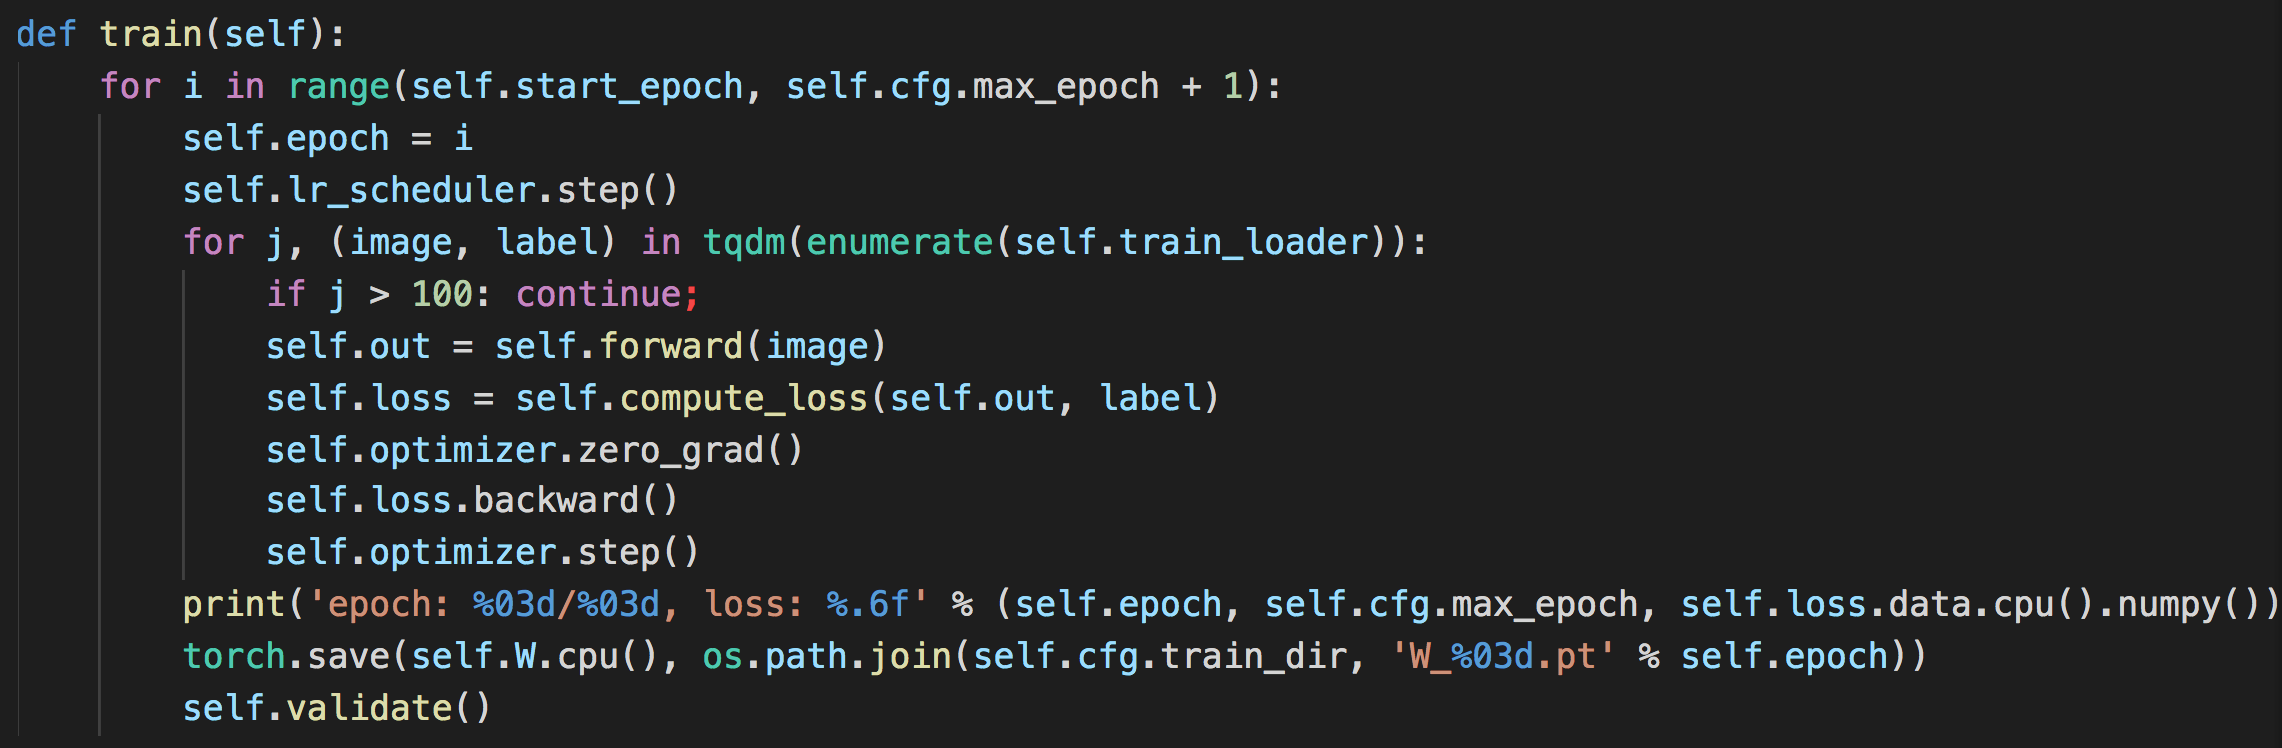 def train(self):
    for i in range(self.start_epoch, self.cfg.max_epoch + 1):
        self.epoch = i
        self.lr_scheduler.step()
        for j, (image, label) in tqdm(enumerate(self.train_loader)):
            if j > 100: continue;
            self.out = self.forward(image)
            self.loss = self.compute_loss(self.out, label)
            self.optimizer.zero_grad()
            self.loss.backward()
            self.optimizer.step()
        print('epoch: %03d/%03d, loss: %.6f' % (self.epoch, self.cfg.max_epoch, self.loss.data.cpu().numpy())
        torch.save(self.W.cpu(), os.path.join(self.cfg.train_dir, 'W_%03d.pt' % self.epoch))
        self.validate()